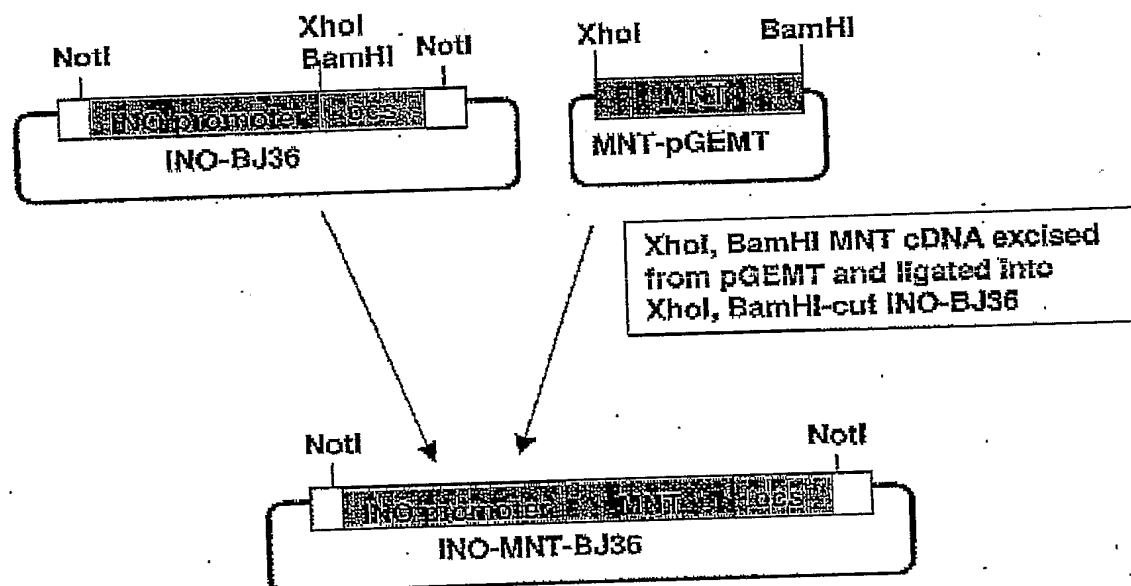 XhoI
NotI BamHI NotI
INO promoter ocs
INO-BJ36
XhoI BamHI
MNT
MNT-pGEMT
XhoI, BamHI MNT cDNA excised
from pGEMT and ligated into
XhoI, BamHI-cut INO-BJ36
NotI NotI
INO promoter MNT ocs
INO-MNT-BJ36